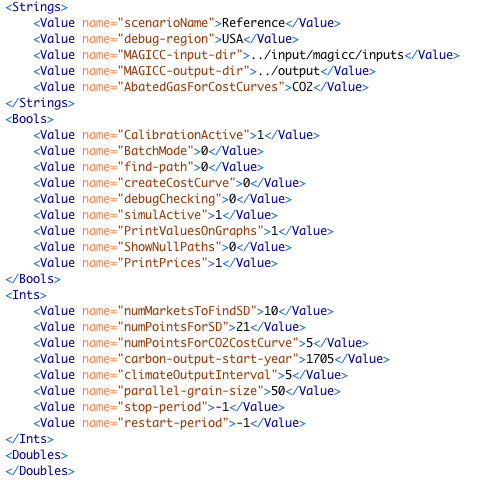 <Strings>
    <Value name="scenarioName">Reference</Value>
    <Value name="debug-region">USA</Value>
    <Value name="MAGICC-input-dir">../input/magicc/inputs</Value>
    <Value name="MAGICC-output-dir">../output</Value>
    <Value name="AbatedGasForCostCurves">CO2</Value>
</Strings>
<Bools>
    <Value name="CalibrationActive">1</Value>
    <Value name="BatchMode">0</Value>
    <Value name="find-path">0</Value>
    <Value name="createCostCurve">0</Value>
    <Value name="debugChecking">0</Value>
    <Value name="simulActive">1</Value>
    <Value name="PrintValuesOnGraphs">1</Value>
    <Value name="ShowNullPaths">0</Value>
    <Value name="PrintPrices">1</Value>
</Bools>
<Ints>
    <Value name="numMarketsToFindSD">10</Value>
    <Value name="numPointsForSD">21</Value>
    <Value name="numPointsForCO2CostCurve">5</Value>
    <Value name="carbon-output-start-year">1705</Value>
    <Value name="climateOutputInterval">5</Value>
    <Value name="parallel-grain-size">50</Value>
    <Value name="stop-period">-1</Value>
    <Value name="restart-period">-1</Value>
</Ints>
<Doubles>
</Doubles>